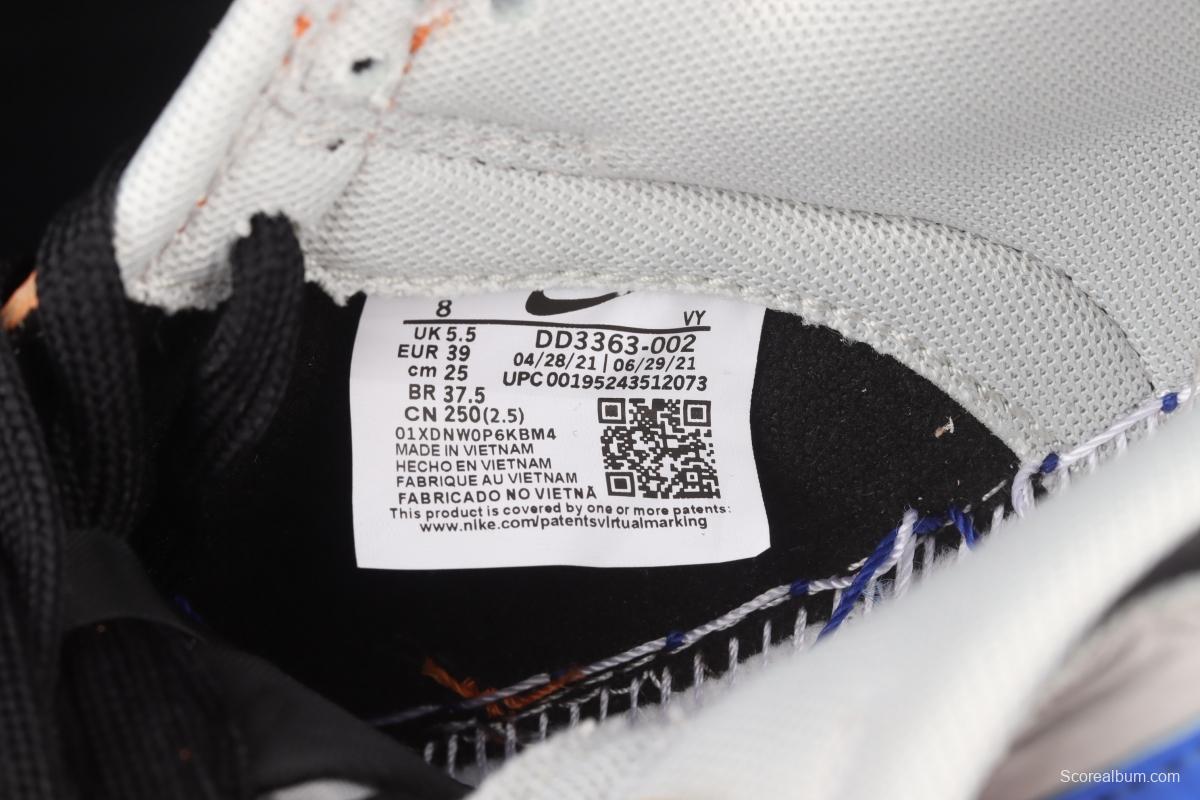 8 VY
UK 5.5 DD3363-002
EUR 39 04/28/21 | 06/29/21
cm 25 UPC 00195243512073
BR 37.5
CN 250(2.5)
01XDNW0P6KBM4
MADE IN VIETNAM
HECHO EN VIETNAM
FABRIQUE AU VIETNAM
FABRICADO NO VIETNÃ
This product is covered by one or more patents:
www.nike.com/patentsvirtualmarking
Scorealbum.com